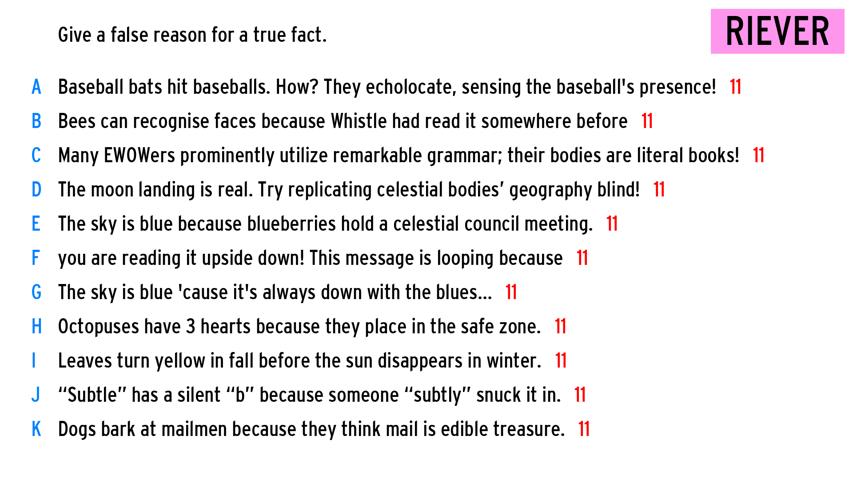 Give a false reason for a true fact.
RIEVER
A Baseball bats hit baseballs. How? They echolocate, sensing the baseball's presence! 11
B Bees can recognise faces because Whistle had read it somewhere before 11
C Many EWOWers prominently utilize remarkable grammar; their bodies are literal books! 11
D The moon landing is real. Try replicating celestial bodies’ geography blind! 11
E The sky is blue because blueberries hold a celestial council meeting. 11
F you are reading it upside down! This message is looping because 11
G The sky is blue 'cause it's always down with the blues... 11
H Octopuses have 3 hearts because they place in the safe zone. 11
I Leaves turn yellow in fall before the sun disappears in winter. 11
J “Subtle” has a silent “b” because someone “subtly” snuck it in. 11
K Dogs bark at mailmen because they think mail is edible treasure. 11